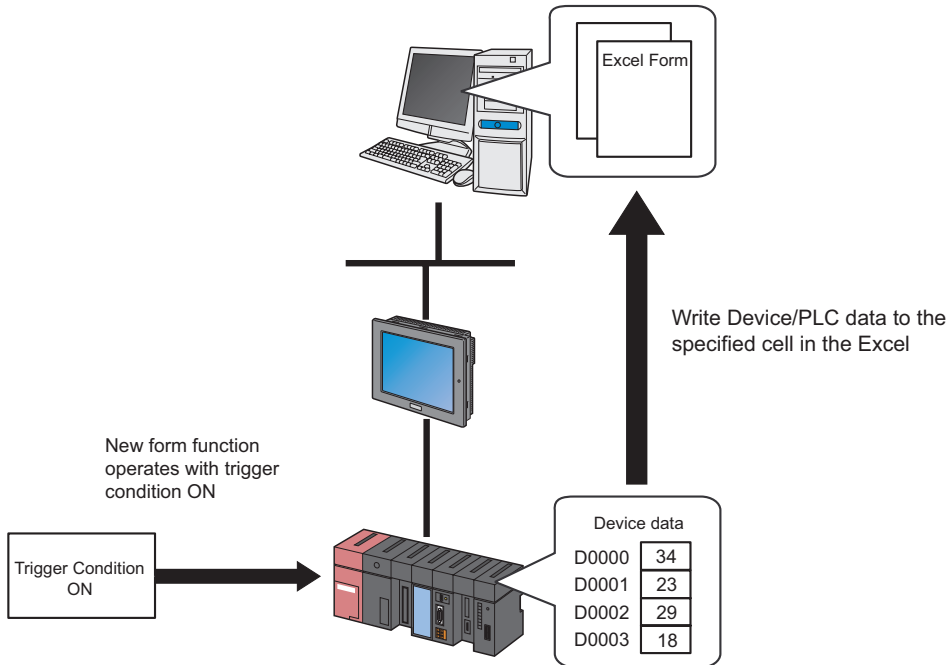 Excel Form
Write Device/PLC data to the
specified cell in the Excel
New form function
operates with trigger
condition ON
Trigger Condition
ON
Device data
D0000 34
D0001 23
D0002 29
D0003 18